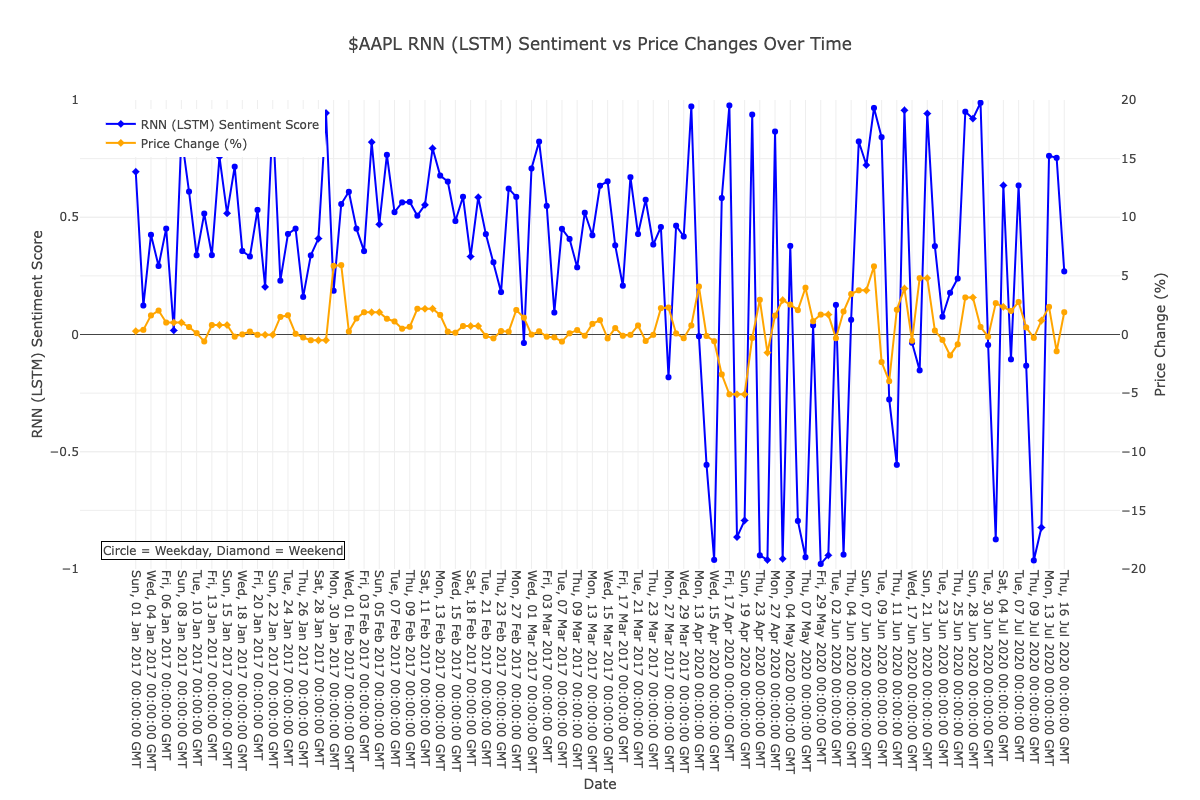 $AAPL RNN (LSTM) Sentiment vs Price Changes Over Time
RNN (LSTM) Sentiment Score
Price Change (%)
1
0.5
0
−0.5
−1
RNN (LSTM) Sentiment Score
20
15
10
5
0
−5
−10
−15
−20
Price Change (%)
Circle = Weekday, Diamond = Weekend
Sun, 01 Jan 2017 00:00:00 GMT
Wed, 04 Jan 2017 00:00:00 GMT
Fri, 06 Jan 2017 00:00:00 GMT
Sun, 08 Jan 2017 00:00:00 GMT
Tue, 10 Jan 2017 00:00:00 GMT
Fri, 13 Jan 2017 00:00:00 GMT
Sun, 15 Jan 2017 00:00:00 GMT
Wed, 18 Jan 2017 00:00:00 GMT
Fri, 20 Jan 2017 00:00:00 GMT
Sun, 22 Jan 2017 00:00:00 GMT
Tue, 24 Jan 2017 00:00:00 GMT
Thu, 26 Jan 2017 00:00:00 GMT
Sat, 28 Jan 2017 00:00:00 GMT
Mon, 30 Jan 2017 00:00:00 GMT
Wed, 01 Feb 2017 00:00:00 GMT
Fri, 03 Feb 2017 00:00:00 GMT
Sun, 05 Feb 2017 00:00:00 GMT
Tue, 07 Feb 2017 00:00:00 GMT
Thu, 09 Feb 2017 00:00:00 GMT
Sat, 11 Feb 2017 00:00:00 GMT
Mon, 13 Feb 2017 00:00:00 GMT
Wed, 15 Feb 2017 00:00:00 GMT
Sat, 18 Feb 2017 00:00:00 GMT
Tue, 21 Feb 2017 00:00:00 GMT
Thu, 23 Feb 2017 00:00:00 GMT
Mon, 27 Feb 2017 00:00:00 GMT
Wed, 01 Mar 2017 00:00:00 GMT
Fri, 03 Mar 2017 00:00:00 GMT
Tue, 07 Mar 2017 00:00:00 GMT
Thu, 09 Mar 2017 00:00:00 GMT
Mon, 13 Mar 2017 00:00:00 GMT
Wed, 15 Mar 2017 00:00:00 GMT
Fri, 17 Mar 2017 00:00:00 GMT
Tue, 21 Mar 2017 00:00:00 GMT
Thu, 23 Mar 2017 00:00:00 GMT
Mon, 27 Mar 2017 00:00:00 GMT
Wed, 29 Mar 2017 00:00:00 GMT
Mon, 13 Apr 2020 00:00:00 GMT
Wed, 15 Apr 2020 00:00:00 GMT
Fri, 17 Apr 2020 00:00:00 GMT
Sun, 19 Apr 2020 00:00:00 GMT
Thu, 23 Apr 2020 00:00:00 GMT
Mon, 27 Apr 2020 00:00:00 GMT
Mon, 04 May 2020 00:00:00 GMT
Thu, 07 May 2020 00:00:00 GMT
Fri, 29 May 2020 00:00:00 GMT
Tue, 02 Jun 2020 00:00:00 GMT
Thu, 04 Jun 2020 00:00:00 GMT
Sun, 07 Jun 2020 00:00:00 GMT
Tue, 09 Jun 2020 00:00:00 GMT
Thu, 11 Jun 2020 00:00:00 GMT
Wed, 17 Jun 2020 00:00:00 GMT
Sun, 21 Jun 2020 00:00:00 GMT
Tue, 23 Jun 2020 00:00:00 GMT
Thu, 25 Jun 2020 00:00:00 GMT
Sun, 28 Jun 2020 00:00:00 GMT
Tue, 30 Jun 2020 00:00:00 GMT
Sat, 04 Jul 2020 00:00:00 GMT
Tue, 07 Jul 2020 00:00:00 GMT
Thu, 09 Jul 2020 00:00:00 GMT
Mon, 13 Jul 2020 00:00:00 GMT
Thu, 16 Jul 2020 00:00:00 GMT
Date